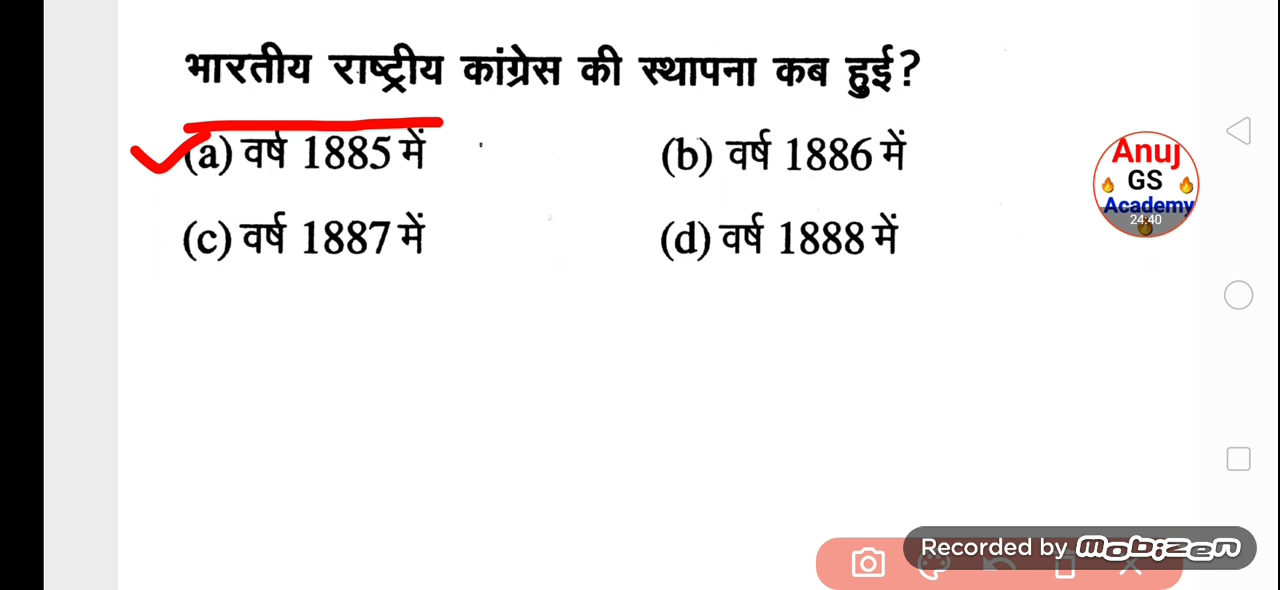 भारतीय राष्ट्रीय कांग्रेस की स्थापना कब हुई?
(a) वर्ष 1885 में (b) वर्ष 1886 में
(c) वर्ष 1887 में (d) वर्ष 1888 में
Anuj
GS
Academy
24:40
Recorded by Mobizen